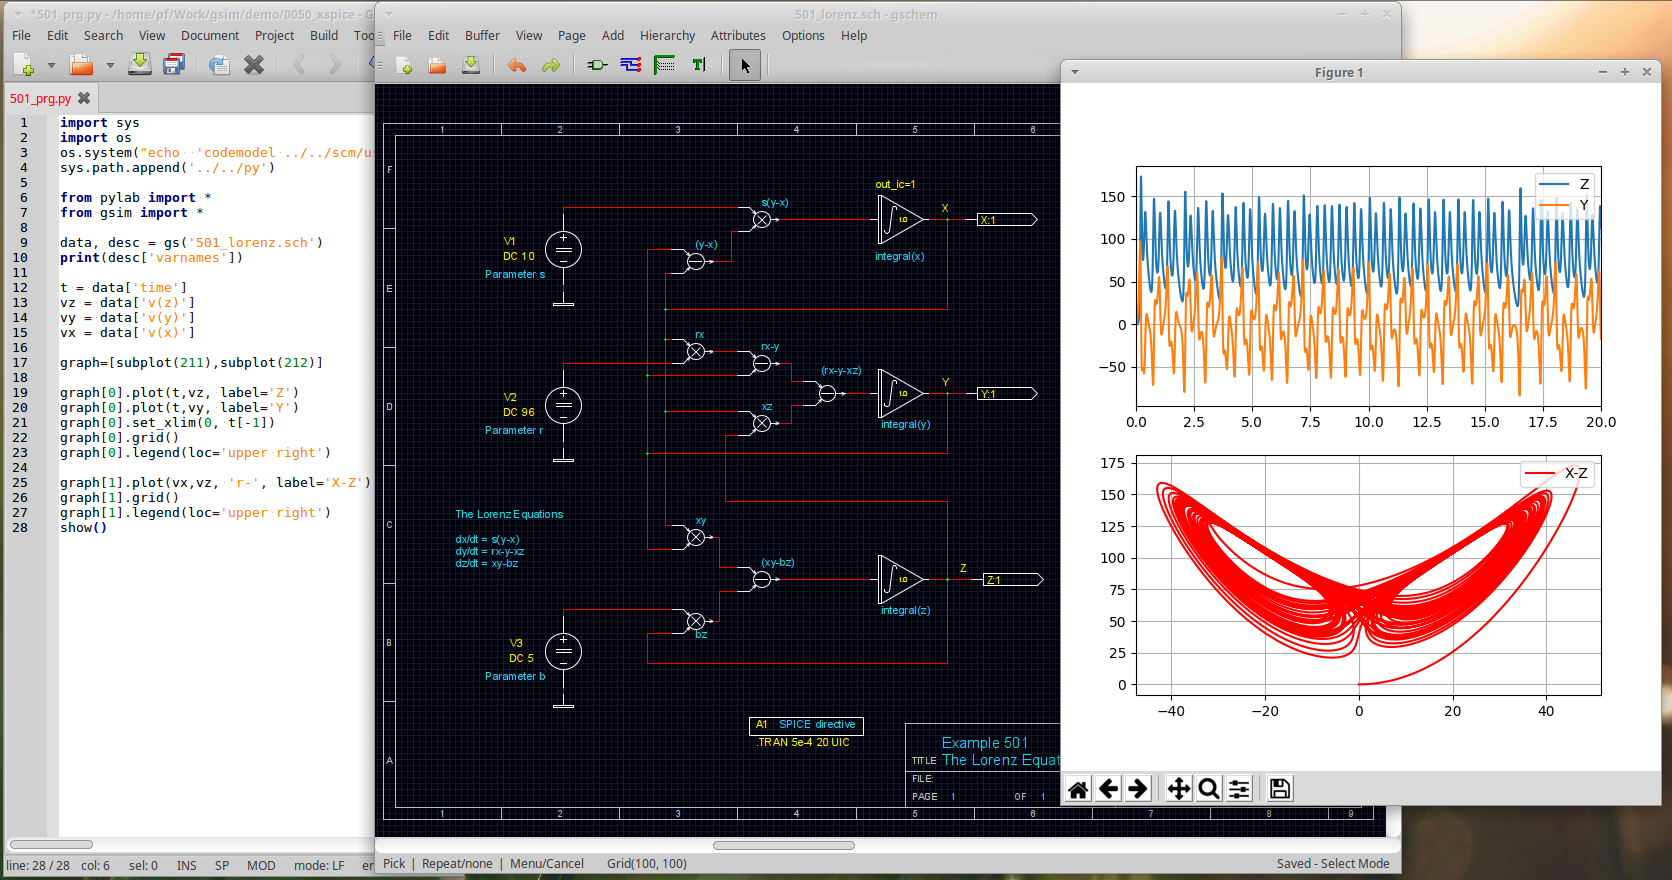 *501_prg.py - /home/pf/Work/gsim/demo/0050_xspice - G
File Edit Search View Document Project Build Too
501_prg.py
1 import sys
2 import os
3 os.system("echo 'codemodel ../../scm/u
4 sys.path.append('../../py')
5
6 from pylab import *
7 from gsim import *
8
9 data, desc = gs('501_lorenz.sch')
10 print(desc['varnames'])
11
12 t = data['time']
13 vz = data['v(z)']
14 vy = data['v(y)']
15 vx = data['v(x)']
16
17 graph=[subplot(211),subplot(212)]
18
19 graph[0].plot(t,vz, label='Z')
20 graph[0].plot(t,vy, label='Y')
21 graph[0].set_xlim(0, t[-1])
22 graph[0].grid()
23 graph[0].legend(loc='upper right')
24
25 graph[1].plot(vx,vz, 'r-', label='X-Z')
26 graph[1].grid()
27 graph[1].legend(loc='upper right')
28 show()
line: 28 / 28 col: 6 sel: 0 INS SP MOD mode: LF en
501_lorenz.sch - gschem
File Edit Buffer View Page Add Hierarchy Attributes Options Help
1 2 3 4 5 6
F
E
D
C
B
A
out_ic=1
s(y-x)
X
1.0
X:1
V1
DC 10
(y-x)
integral(x)
Parameter s
rx
rx-y
(rx-y-xz)
Y
1.0
Y:1
V2
DC 96
xz
integral(y)
Parameter r
The Lorenz Equations
xy
dx/dt = s(y-x)
dy/dt = rx-y-xz
dz/dt = xy-bz
(xy-bz)
Z
1.0
Z:1
integral(z)
bz
V3
DC 5
Parameter b
A1 SPICE directive
.TRAN 5e-4 20 UIC
Example 501
TITLE The Lorenz Equat
FILE:
PAGE 1 OF 1
1 2 3 4 5 6 7 8 9
Pick | Repeat/none | Menu/Cancel Grid(100, 100)
Saved - Select Mode
Figure 1
Z
Y
150
100
50
0
−50
0.0 2.5 5.0 7.5 10.0 12.5 15.0 17.5 20.0
X-Z
175
150
125
100
75
50
25
0
−40 −20 0 20 40